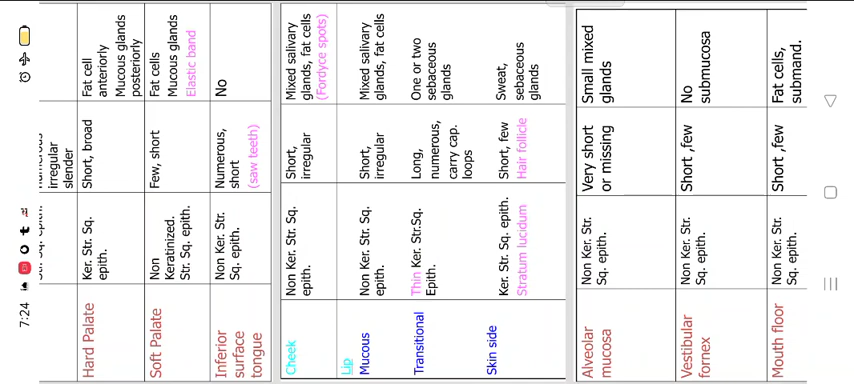 7:24
irregular
slender
Hard Palate
Ker. Str. Sq.
epith.
Short, broad
Fat cell
anteriorly
Mucous glands
posteriorly
Soft Palate
Non
Keratinized.
Str. Sq. epith.
Few, short
Fat cells
Mucous glands
Elastic band
Inferior
surface
tongue
Non Ker. Str.
Sq. epith.
Numerous,
short
(saw teeth)
No
Cheek
Non Ker. Str. Sq.
epith.
Short,
irregular
Mixed salivary
glands, fat cells
(Fordyce spots)
Lip
Mucous
Non Ker. Str. Sq.
epith.
Short,
irregular
Mixed salivary
glands, fat cells
Transitional
Thin Ker. Str.Sq.
Epith.
Long,
numerous,
carry cap.
loops
One or two
sebaceous
glands
Skin side
Ker. Str. Sq. epith.
Stratum lucidum
Short, few
Hair follicle
Sweat,
sebaceous
glands
Alveolar
mucosa
Non Ker. Str.
Sq. epith.
Very short
or missing
Small mixed
glands
Vestibular
fornex
Non Ker. Str.
Sq. epith.
Short ,few
No
submucosa
Mouth floor
Non Ker. Str.
Sq. epith.
Short ,few
Fat cells,
submand.